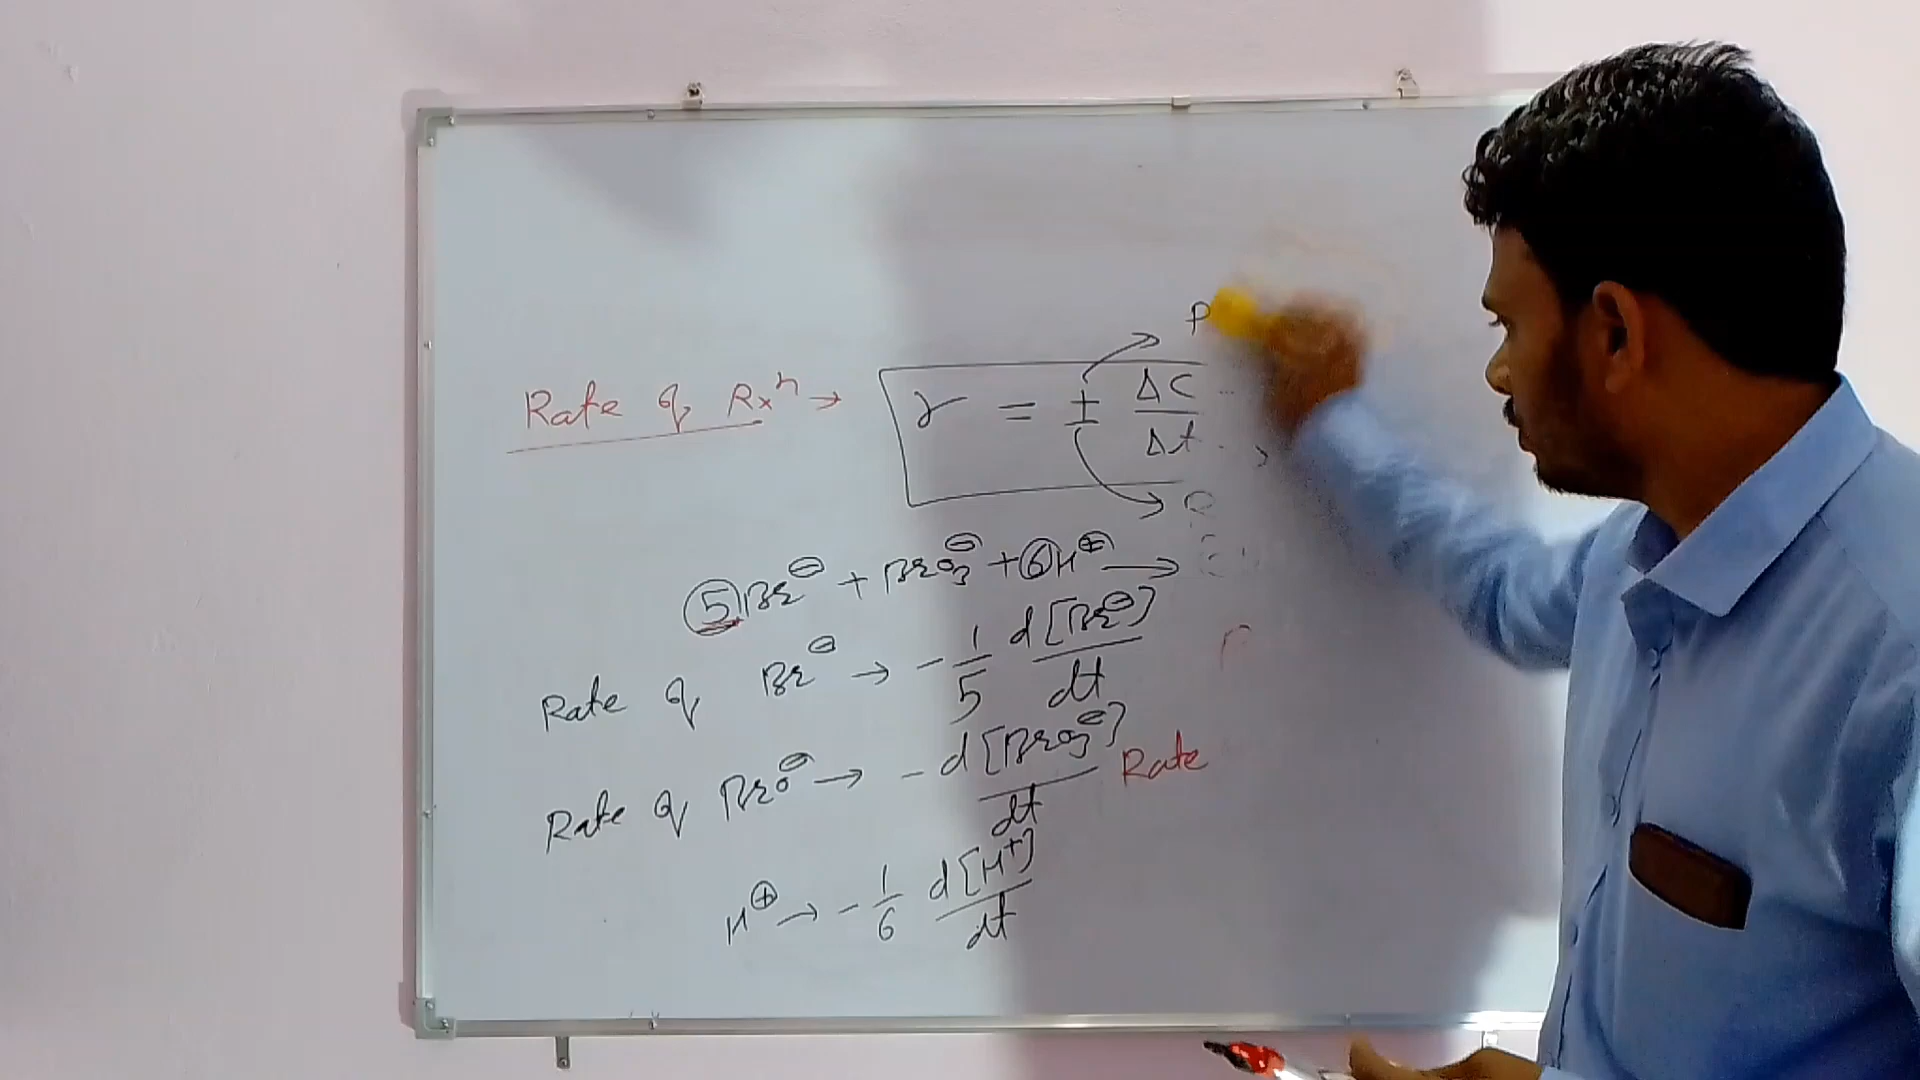 P
Rate of Rxⁿ → r = ± ΔC/Δt
R
5Br⊖ + BrO₃⊖ + 6H⊕ →
Rate of Br⊖ → - 1/5 d[Br⊖]/dt
Rate of BrO⊖ → - d[BrO₃⊖]/dt Rate
H⊕ → - 1/6 d[H⁺]/dt